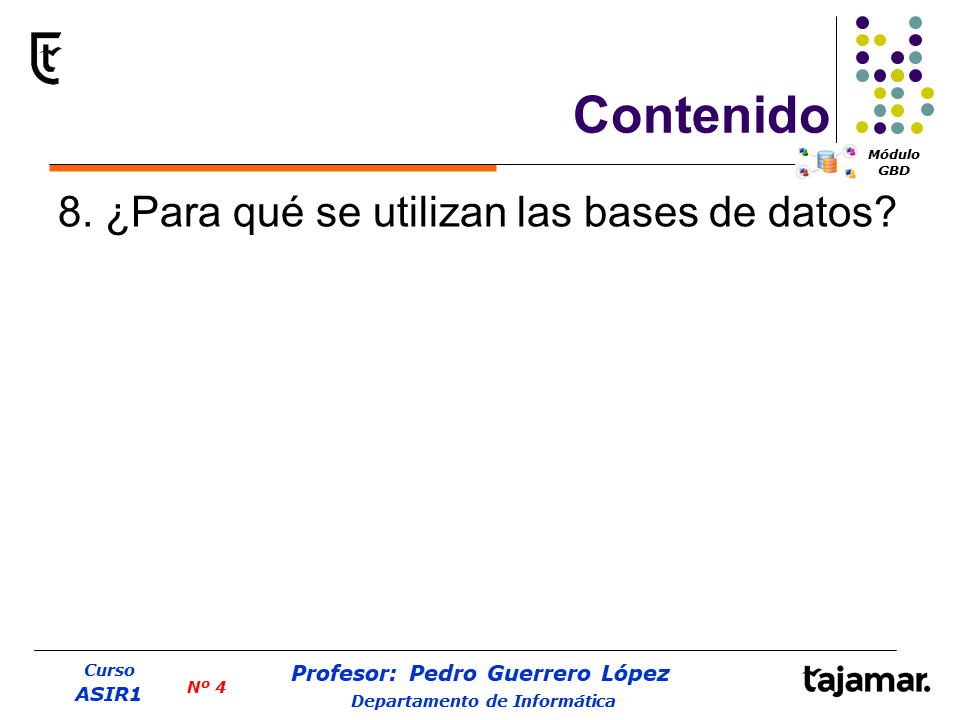 Contenido
Módulo
GBD
8. ¿Para qué se utilizan las bases de datos?
Curso
ASIR1
Nº 4
Profesor: Pedro Guerrero López
Departamento de Informática
tajamar.